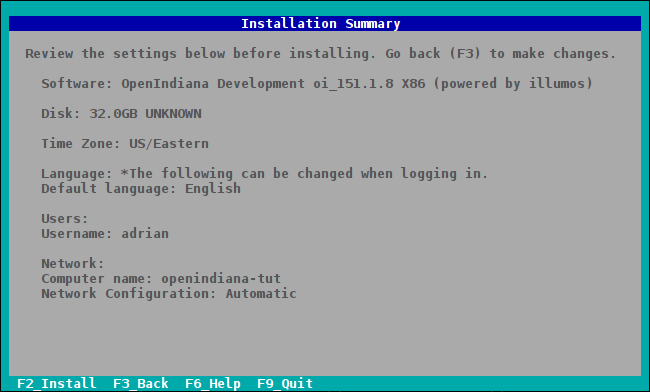 Installation Summary
Review the settings below before installing. Go back (F3) to make changes.
Software: OpenIndiana Development oi_151.1.8 X86 (powered by illumos)
Disk: 32.0GB UNKNOWN
Time Zone: US/Eastern
Language: *The following can be changed when logging in.
Default language: English
Users:
Username: adrian
Network:
Computer name: openindiana-tut
Network Configuration: Automatic
F2_Install  F3_Back  F6_Help  F9_Quit